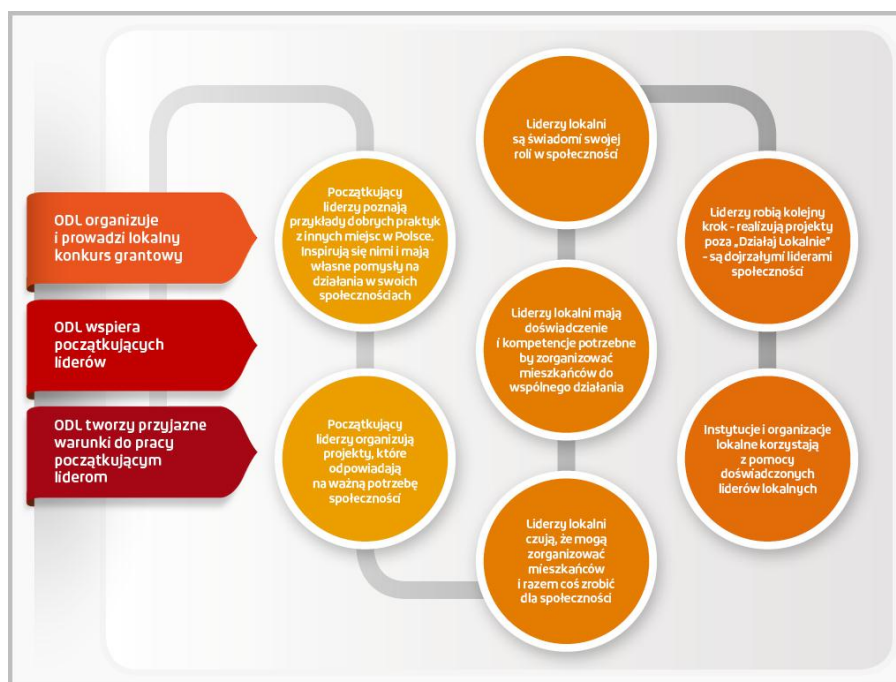 ODL organizuje
i prowadzi lokalny
konkurs grantowy
ODL wspiera
początkujących
liderów
ODL tworzy przyjazne
warunki do pracy
początkującym
liderom
Początkujący
liderzy poznają
przykłady dobrych praktyk
z innych miejsc w Polsce.
Inspirują się nimi i mają
własne pomysły na
działania w swoich
społecznościach
Początkujący
liderzy organizują
projekty, które
odpowiadają
na ważną potrzebę
społeczności
Liderzy lokalni
czują, że mogą
zorganizować
mieszkańców
i razem coś zrobić
dla społeczności
Liderzy lokalni mają
doświadczenie
i kompetencje potrzebne
by zorganizować
mieszkańców do
wspólnego działania
Liderzy lokalni
są świadomi swojej
roli w społeczności
Liderzy robią kolejny
krok - realizują projekty
poza „Działaj Lokalnie”
- są dojrzałymi liderami
społeczności
Instytucje i organizacje
lokalne korzystają
z pomocy
doświadczonych
liderów lokalnych